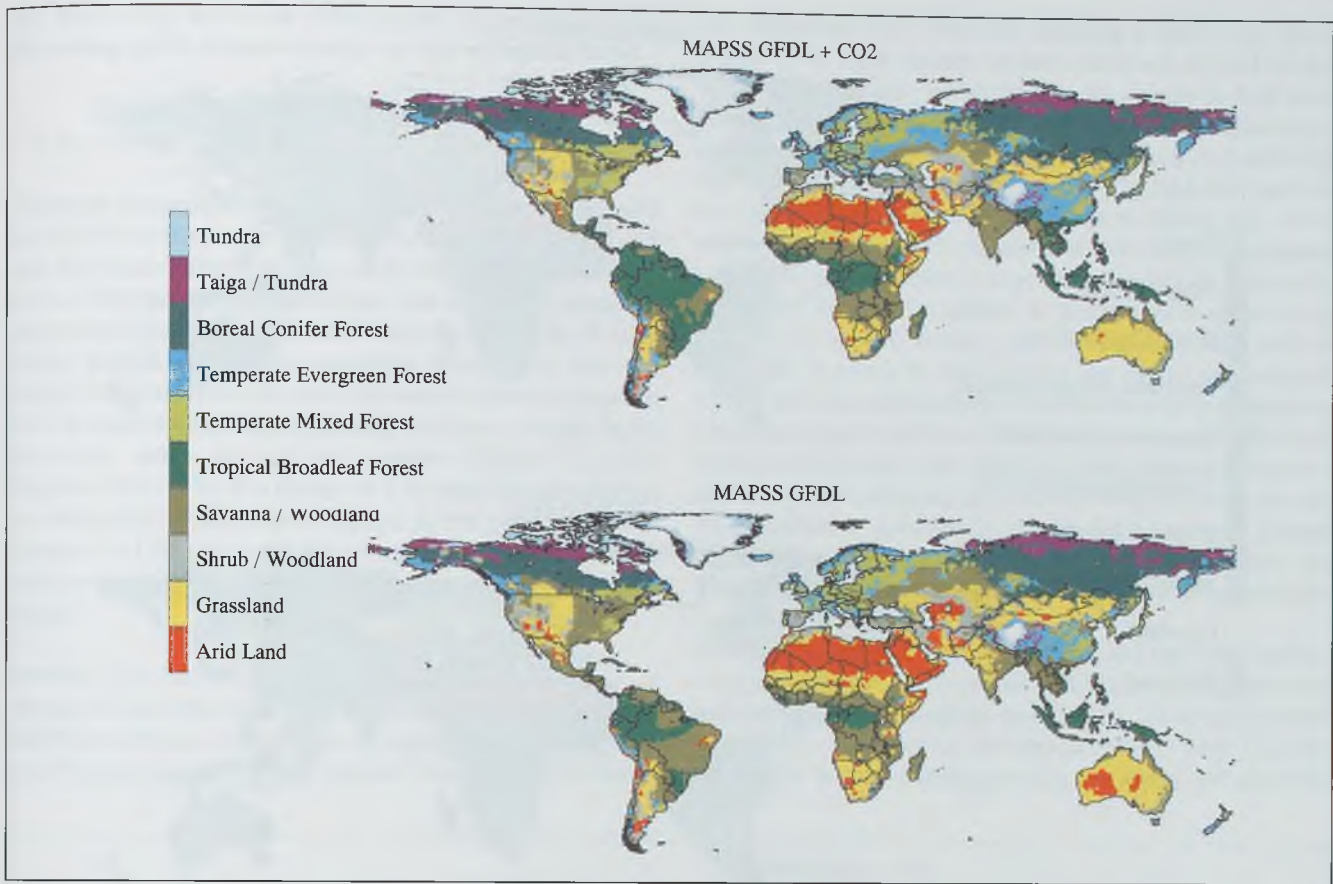 MAPSS GFDL + CO2
Tundra
Taiga / Tundra
Boreal Conifer Forest
Temperate Evergreen Forest
Temperate Mixed Forest
Tropical Broadleaf Forest
Savanna / Woodland
Shrub / Woodland
Grassland
Arid Land
MAPSS GFDL